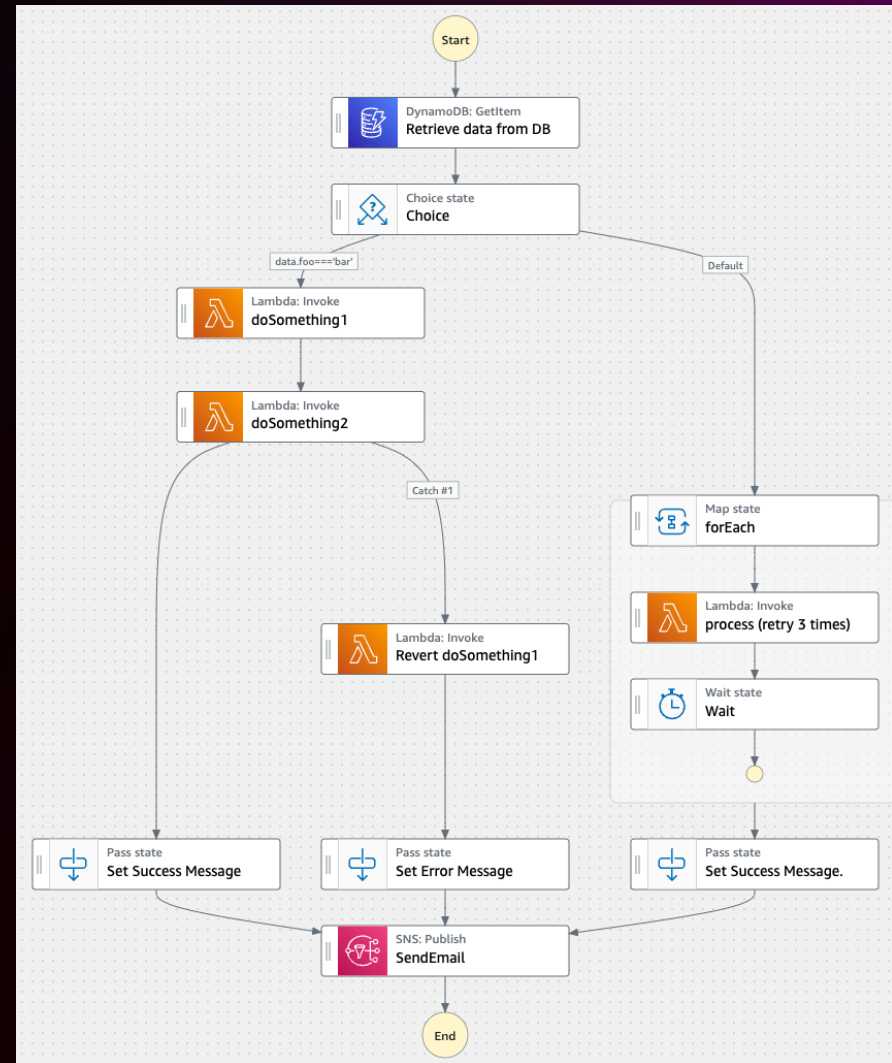 Start
DynamoDB: GetItem
Retrieve data from DB
Choice state
Choice
data.foo==='bar'
Default
Lambda: Invoke
doSomething1
Lambda: Invoke
doSomething2
Catch #1
Map state
forEach
Lambda: Invoke
process (retry 3 times)
Lambda: Invoke
Revert doSomething1
Wait state
Wait
Pass state
Set Success Message
Pass state
Set Error Message
Pass state
Set Success Message.
SNS: Publish
SendEmail
End